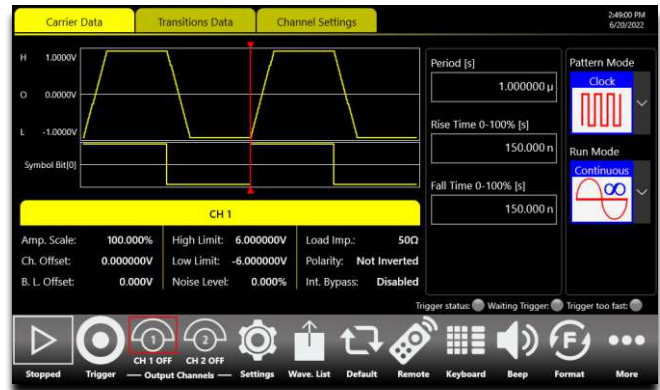 Carrier Data
Transitions Data
Channel Settings
2:49:00 PM
6/20/2022
H 1.0000V
O 0.0000V
L -1.0000V
Symbol Bit[0]
Period [s]
1.000000 µ
Rise Time 0-100% [s]
150.000 n
Fall Time 0-100% [s]
150.000 n
Pattern Mode
Clock
Run Mode
Continuous
CH 1
Amp. Scale: 100.000% High Limit: 6.000000V Load Imp.: 50Ω
Ch. Offset: 0.000000V Low Limit: -6.000000V Polarity: Not Inverted
B. L. Offset: 0.000V Noise Level: 0.000% Int. Bypass: Disabled
Trigger status: Waiting Trigger: Trigger too fast:
1 2 F
CH 1 OFF CH 2 OFF
Stopped Trigger Output Channels Settings Wave. List Default Remote Keyboard Beep Format More